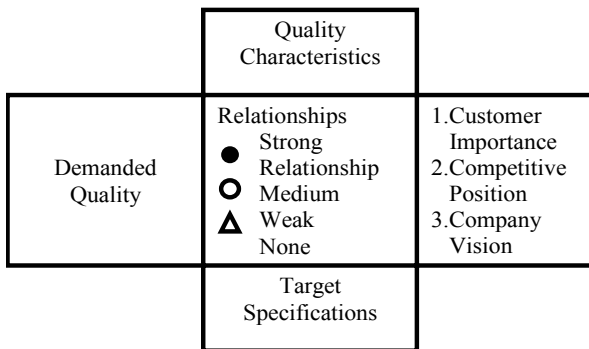 Quality
Characteristics
Demanded
Quality
Relationships
Strong
Relationship
Medium
Weak
None
1.Customer
Importance
2.Competitive
Position
3.Company
Vision
Target
Specifications